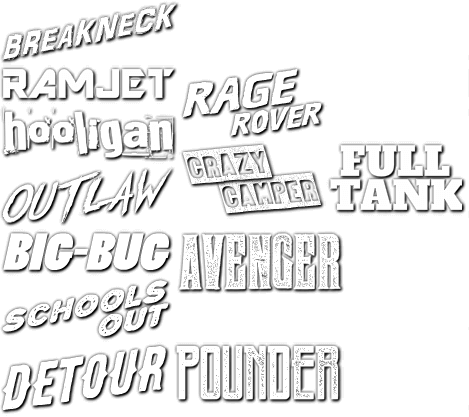 BREAKNECK
RAMJET
hooligan
OUTLAW
BIG-BUG
SCHOOLS
OUT
DETOUR
RAGE
ROVER
CRAZY
CAMPER
AVENGER
POUNDER
FULL
TANK